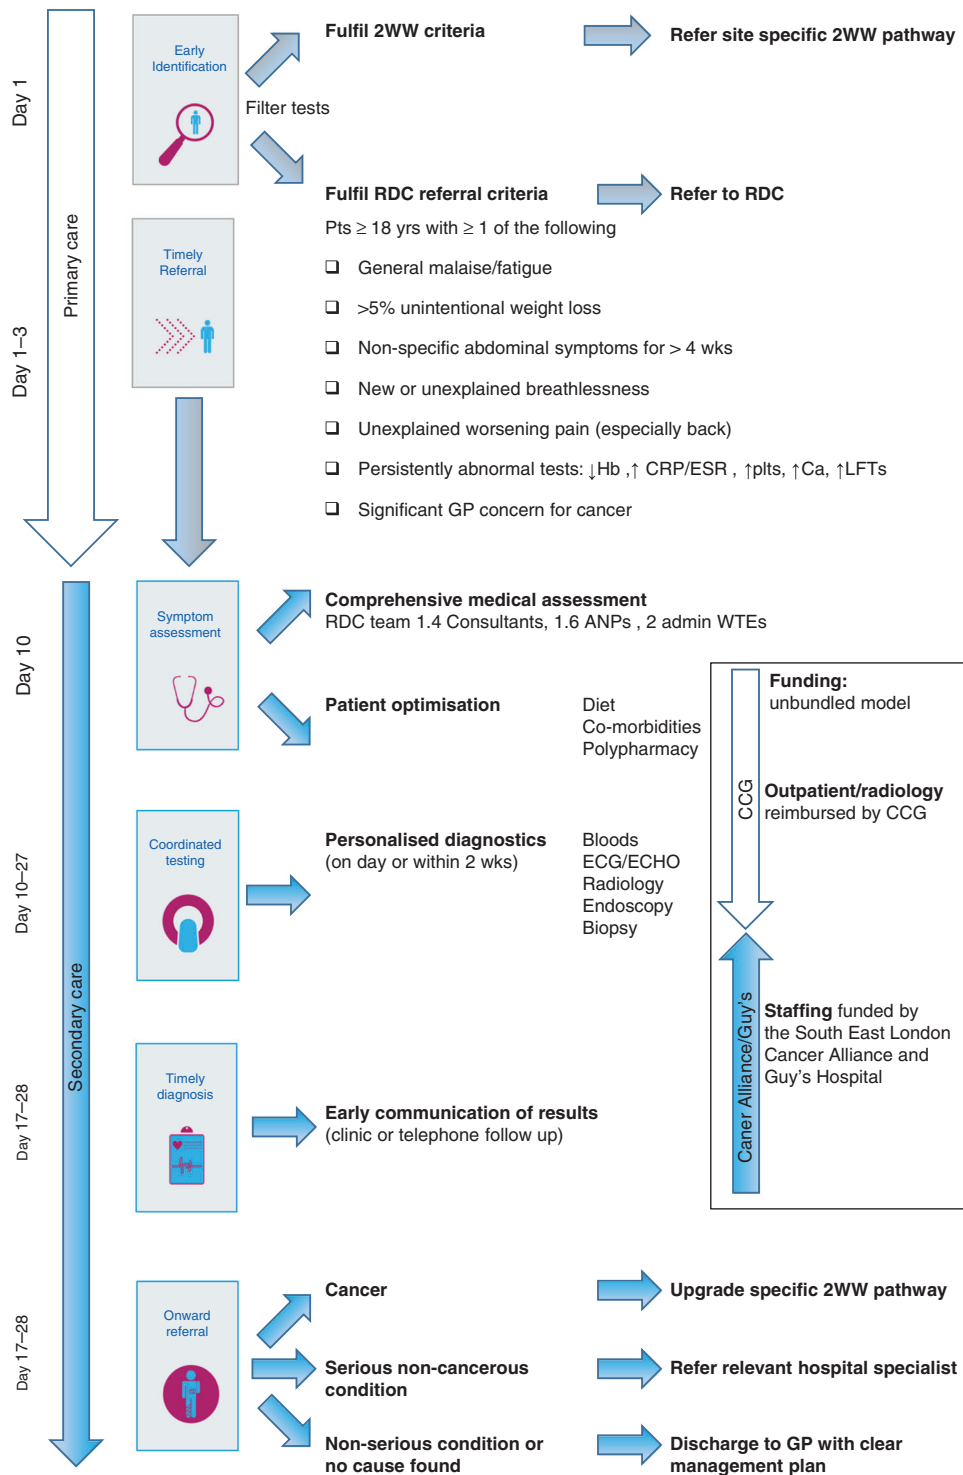 Day 1
Primary care
Day 1–3
Early
Identification
Filter tests
Fulfil 2WW criteria
Refer site specific 2WW pathway
Fulfil RDC referral criteria
Refer to RDC
Pts ≥ 18 yrs with ≥ 1 of the following
❑ General malaise/fatigue
❑ >5% unintentional weight loss
❑ Non-specific abdominal symptoms for > 4 wks
❑ New or unexplained breathlessness
❑ Unexplained worsening pain (especially back)
❑ Persistently abnormal tests: ↓Hb ,↑ CRP/ESR , ↑plts, ↑Ca, ↑LFTs
❑ Significant GP concern for cancer
Timely
Referral
Day 10
Secondary care
Symptom
assessment
Comprehensive medical assessment
RDC team 1.4 Consultants, 1.6 ANPs , 2 admin WTEs
Patient optimisation
Diet
Co-morbidities
Polypharmacy
Day 10–27
Coordinated
testing
Personalised diagnostics
(on day or within 2 wks)
Bloods
ECG/ECHO
Radiology
Endoscopy
Biopsy
Funding:
unbundled model
CCG
Outpatient/radiology
reimbursed by CCG
Caner Alliance/Guy's
Staffing funded by
the South East London
Cancer Alliance and
Guy's Hospital
Day 17–28
Timely
diagnosis
Early communication of results
(clinic or telephone follow up)
Day 17–28
Onward
referral
Cancer
Upgrade specific 2WW pathway
Serious non-cancerous
condition
Refer relevant hospital specialist
Non-serious condition or
no cause found
Discharge to GP with clear
management plan